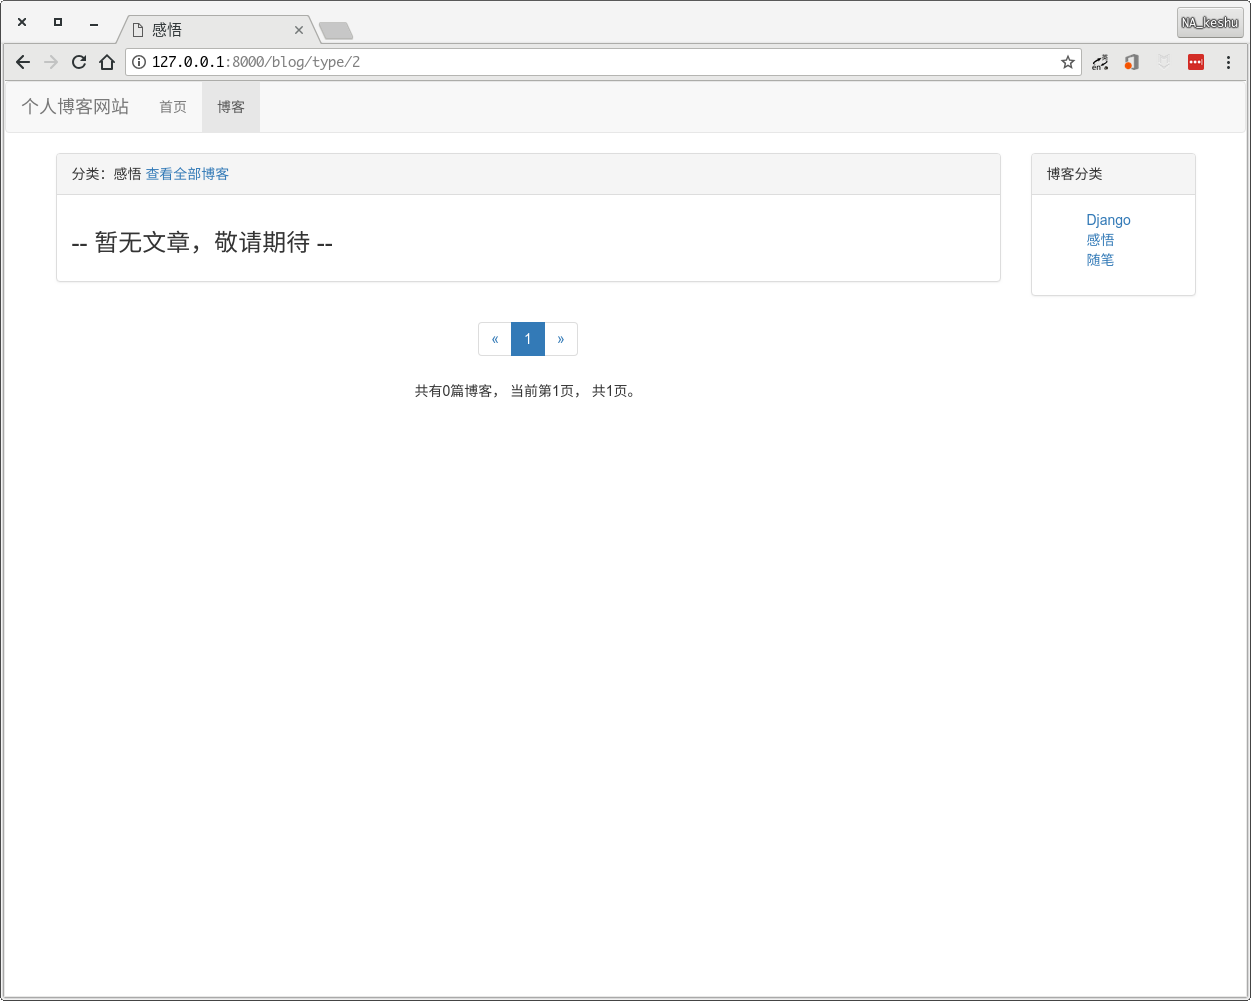 感悟
NA_keshu
127.0.0.1:8000/blog/type/2
个人博客网站 首页 博客
分类：感悟 查看全部博客
-- 暂无文章，敬请期待 --
博客分类
Django
感悟
随笔
« 1 »
共有0篇博客， 当前第1页， 共1页。